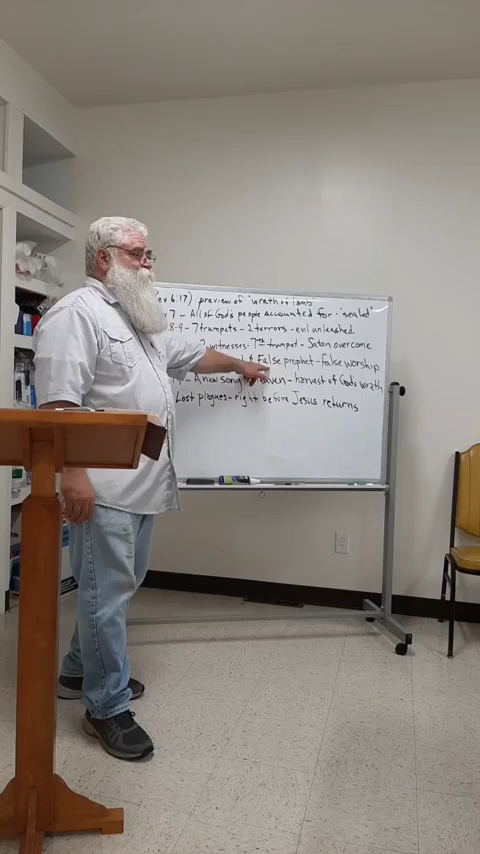 ev 6:17) preview of "wrath of lamb"
7 - All of God's people accounted for - "sealed"
8-9 - 7 trumpets - 2 terrors - evil unleashed
2 witnesses - 7th trumpet - Satan overcome
False prophet - false worship
A new song heaven - harvest of God's wrath
Last plagues - right before Jesus returns